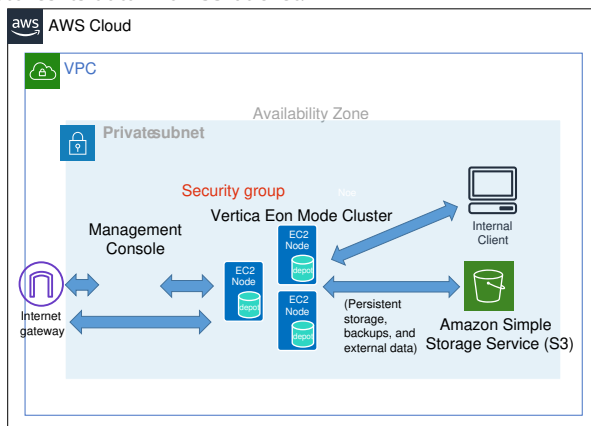 aws
AWS Cloud
VPC
Availability Zone
Privatesubnet
Security group
Noo
Vertica Eon Mode Cluster
Management
Console
EC2
Node
depot
EC2
Node
depot
EC2
Node
depot
Internal
Client
Internet
gateway
(Persistent
storage,
backups, and
external data)
Amazon Simple
Storage Service (S3)